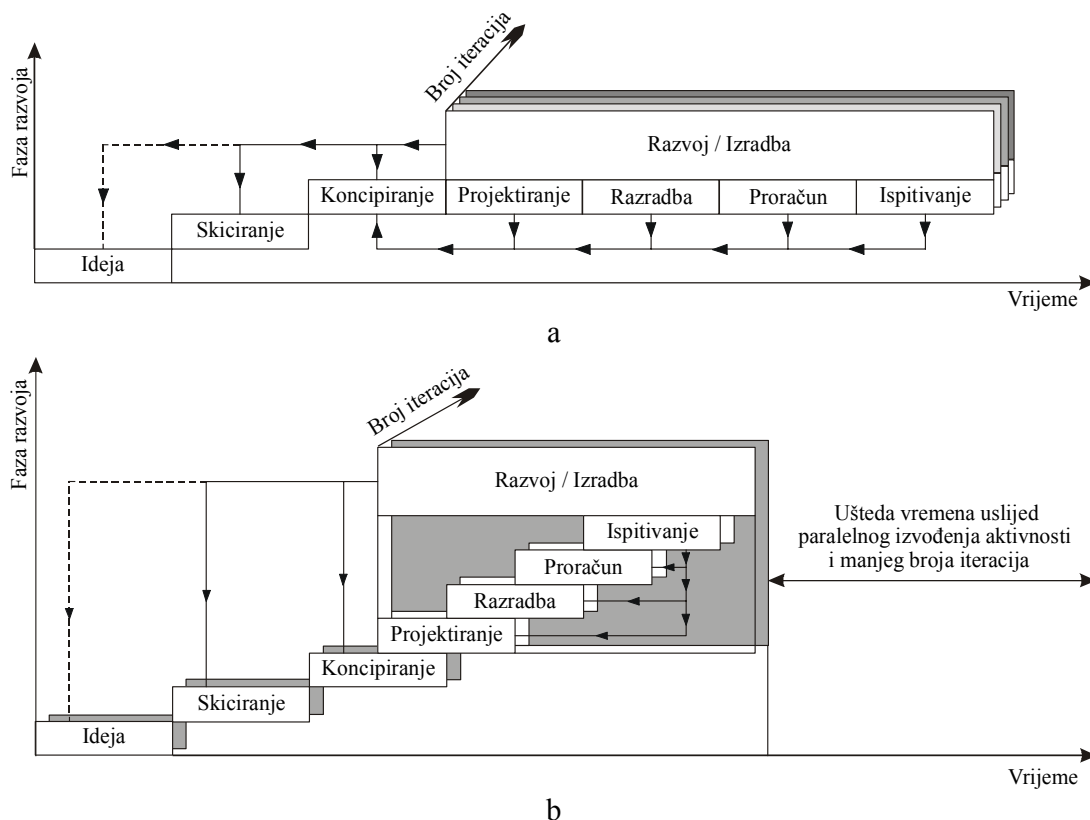 Faza razvoja
Broj iteracija
Razvoj / Izradba
Koncipiranje
Projektiranje
Razradba
Proračun
Ispitivanje
Skiciranje
Ideja
Vrijeme
a
Faza razvoja
Broj iteracija
Razvoj / Izradba
Ispitivanje
Proračun
Razradba
Projektiranje
Koncipiranje
Skiciranje
Ideja
Ušteda vremena uslijed
paralelnog izvođenja aktivnosti
i manjeg broja iteracija
Vrijeme
b